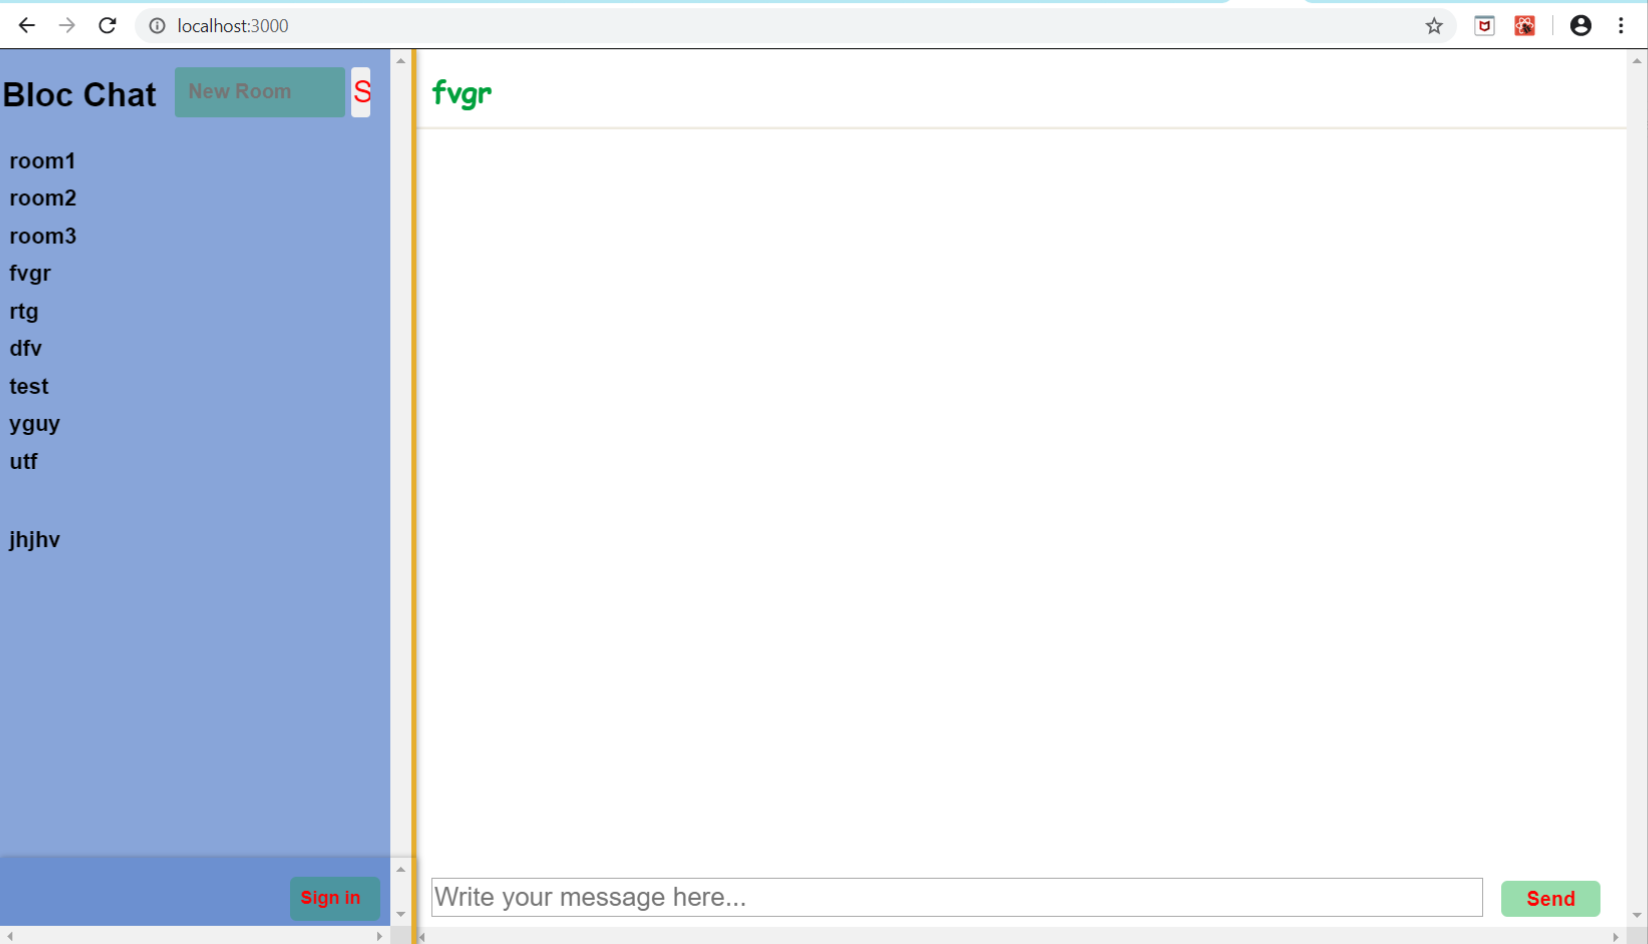 localhost:3000
Bloc Chat
New Room
S
fvgr
room1
room2
room3
fvgr
rtg
dfv
test
yguy
utf
jhjhv
Sign in
Write your message here...
Send